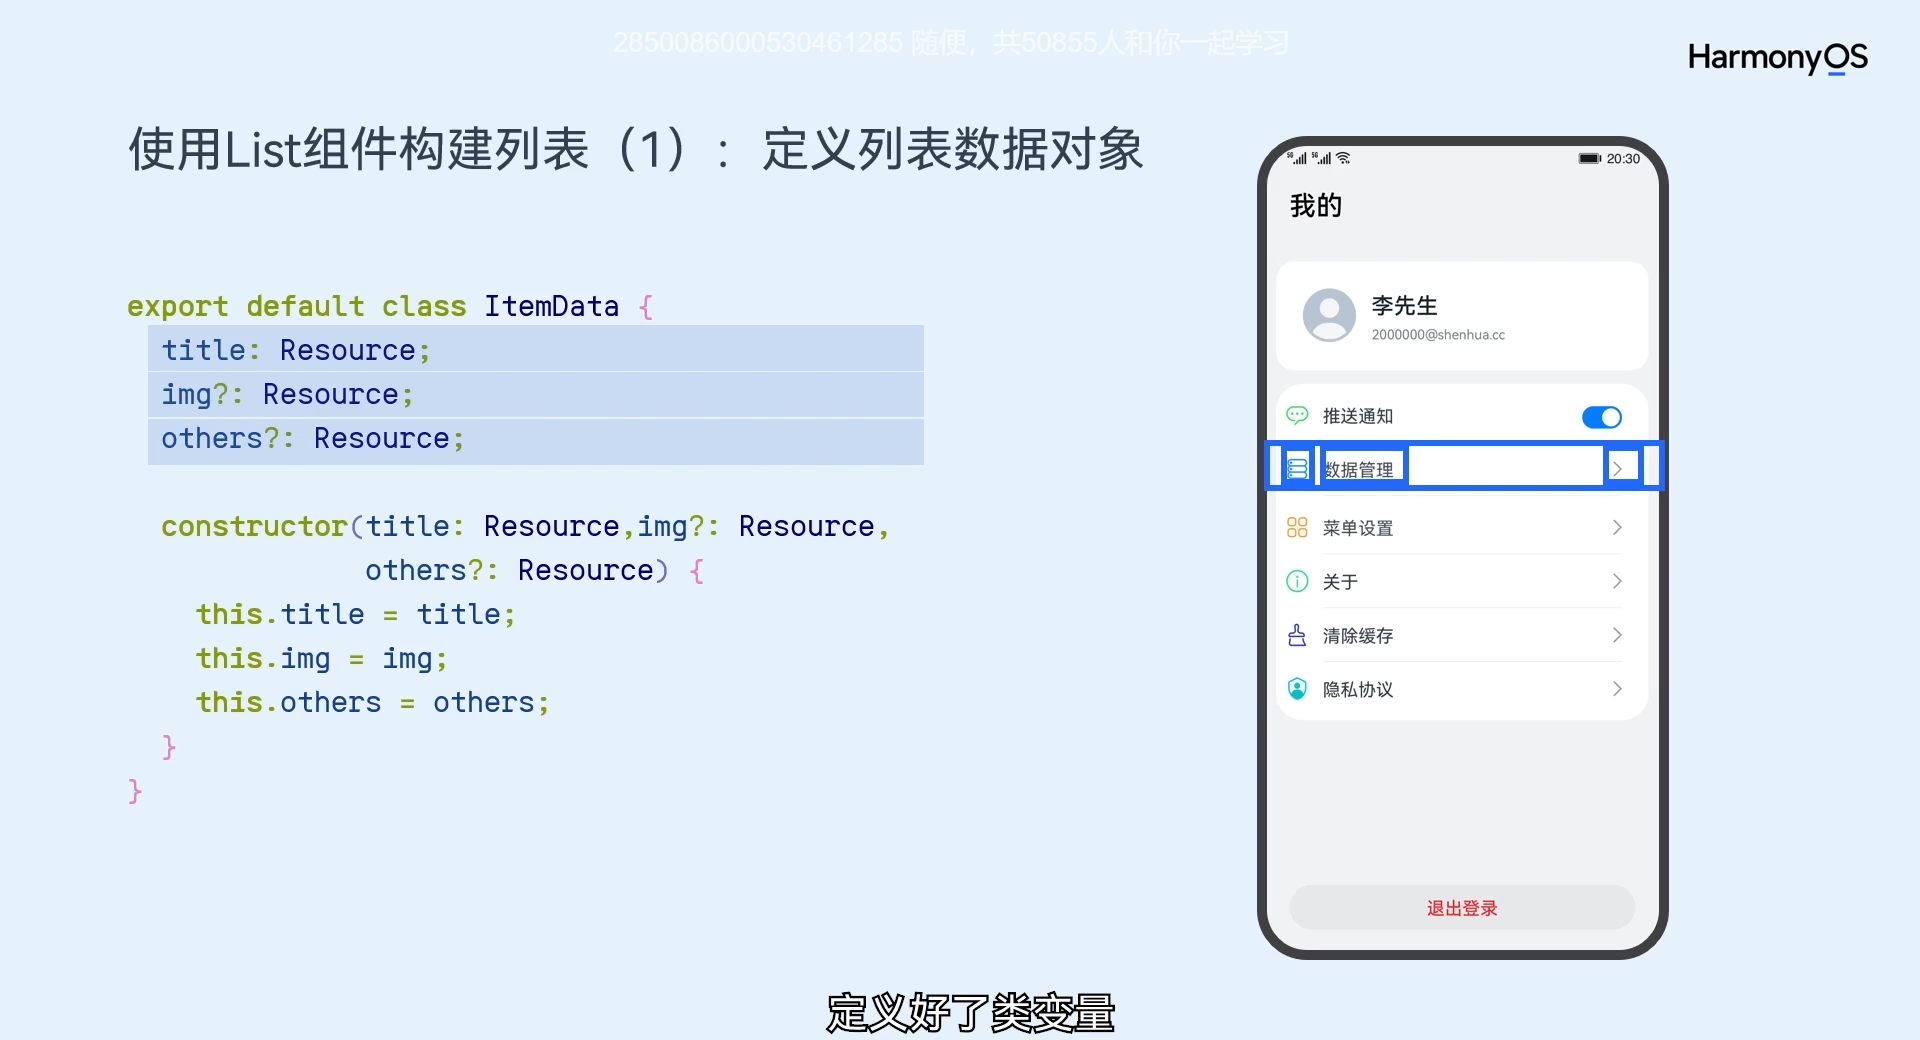 2850086000530461285 随便，共50855人和你一起学习
HarmonyOS
使用List组件构建列表（1）：定义列表数据对象
export default class ItemData {
title: Resource;
img?: Resource;
others?: Resource;
constructor(title: Resource,img?: Resource,
others?: Resource) {
this.title = title;
this.img = img;
this.others = others;
}
}
5G 5G 20:30
我的
李先生
2000000@shenhua.cc
推送通知
数据管理
菜单设置
关于
清除缓存
隐私协议
退出登录
定义好了类变量